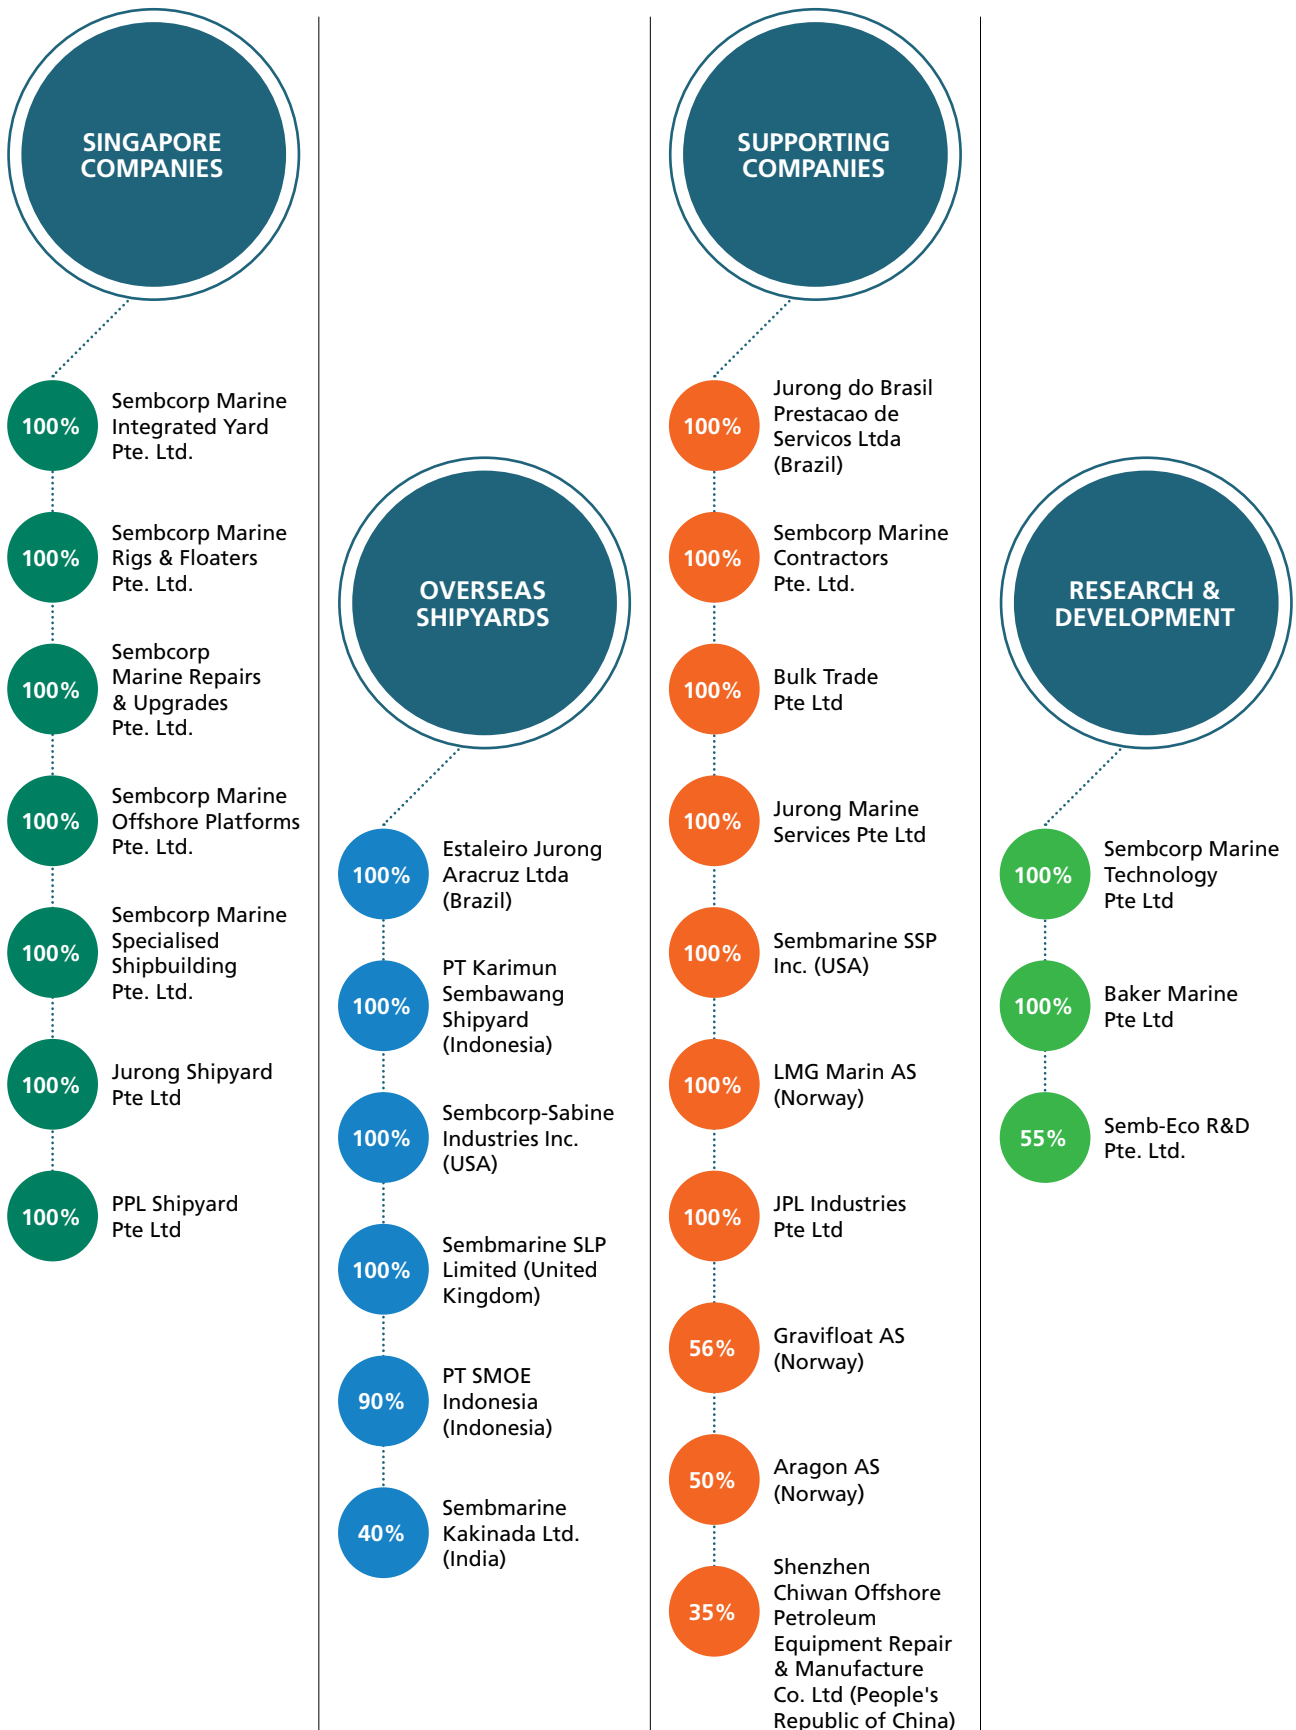 SINGAPORE
COMPANIES
100%
Sembcorp Marine
Integrated Yard
Pte. Ltd.
100%
Sembcorp Marine
Rigs & Floaters
Pte. Ltd.
100%
Sembcorp
Marine Repairs
& Upgrades
Pte. Ltd.
100%
Sembcorp Marine
Offshore Platforms
Pte. Ltd.
100%
Sembcorp Marine
Specialised
Shipbuilding
Pte. Ltd.
100%
Jurong Shipyard
Pte Ltd
100%
PPL Shipyard
Pte Ltd
OVERSEAS
SHIPYARDS
100%
Estaleiro Jurong
Aracruz Ltda
(Brazil)
100%
PT Karimun
Sembawang
Shipyard
(Indonesia)
100%
Sembcorp-Sabine
Industries Inc.
(USA)
100%
Sembmarine SLP
Limited (United
Kingdom)
90%
PT SMOE
Indonesia
(Indonesia)
40%
Sembmarine
Kakinada Ltd.
(India)
SUPPORTING
COMPANIES
100%
Jurong do Brasil
Prestacao de
Servicos Ltda
(Brazil)
100%
Sembcorp Marine
Contractors
Pte. Ltd.
100%
Bulk Trade
Pte Ltd
100%
Jurong Marine
Services Pte Ltd
100%
Sembmarine SSP
Inc. (USA)
100%
LMG Marin AS
(Norway)
100%
JPL Industries
Pte Ltd
56%
Gravifloat AS
(Norway)
50%
Aragon AS
(Norway)
35%
Shenzhen
Chiwan Offshore
Petroleum
Equipment Repair
& Manufacture
Co. Ltd (People's
Republic of China)
RESEARCH &
DEVELOPMENT
100%
Sembcorp Marine
Technology
Pte Ltd
100%
Baker Marine
Pte Ltd
55%
Semb-Eco R&D
Pte. Ltd.